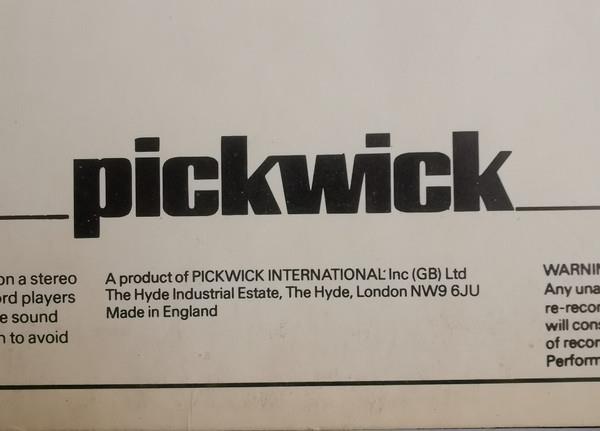 pickwick
on a stereo
ord players
e sound
n to avoid
A product of PICKWICK INTERNATIONAL Inc (GB) Ltd
The Hyde Industrial Estate, The Hyde, London NW9 6JU
Made in England
WARNIN
Any una
re-recor
will cons
of recor
Perform